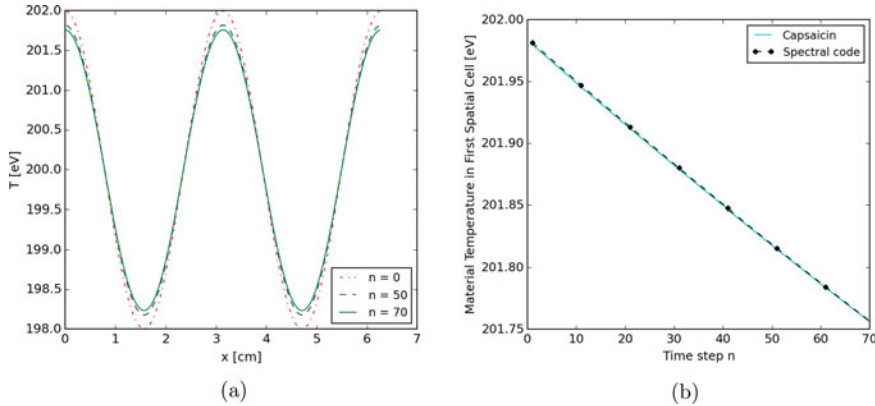 202.0
201.5
201.0
200.5
200.0
199.5
199.0
198.5
198.0
T [eV]
0 1 2 3 4 5 6 7
x [cm]
n = 0
n = 50
n = 70
(a)
202.00
201.95
201.90
201.85
201.80
201.75
Material Temperature in First Spatial Cell [eV]
0 10 20 30 40 50 60 70
Time step n
Capsaicin
Spectral code
(b)